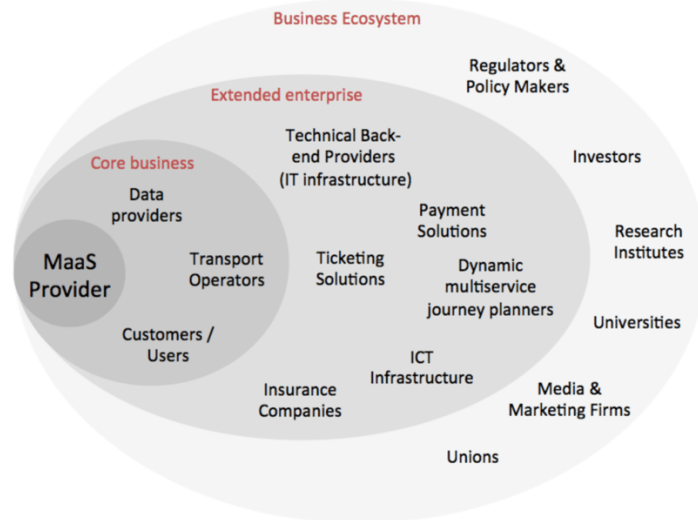 Business Ecosystem
Regulators &
Policy Makers
Extended enterprise
Technical Back-
end Providers
(IT infrastructure)
Investors
Core business
Data
providers
Payment
Solutions
Research
Institutes
MaaS
Provider
Transport
Operators
Ticketing
Solutions
Dynamic
multiservice
journey planners
Universities
Customers /
Users
ICT
Infrastructure
Insurance
Companies
Media &
Marketing Firms
Unions